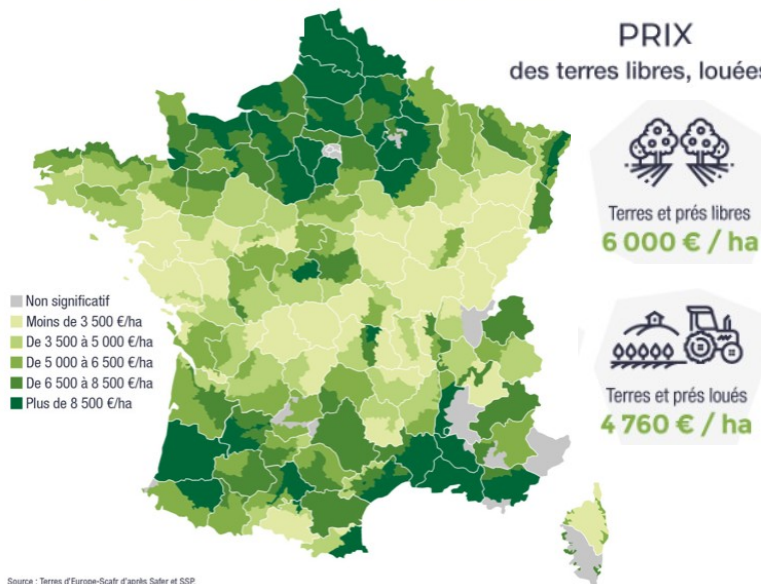 PRIX
des terres libres, louées
Terres et prés libres
6 000 € / ha
Non significatif
Moins de 3 500 €/ha
De 3 500 à 5 000 €/ha
De 5 000 à 6 500 €/ha
De 6 500 à 8 500 €/ha
Plus de 8 500 €/ha
Terres et prés loués
4 760 € / ha
Source : Terres d'Europe-Scafr d'après Safer et SSP